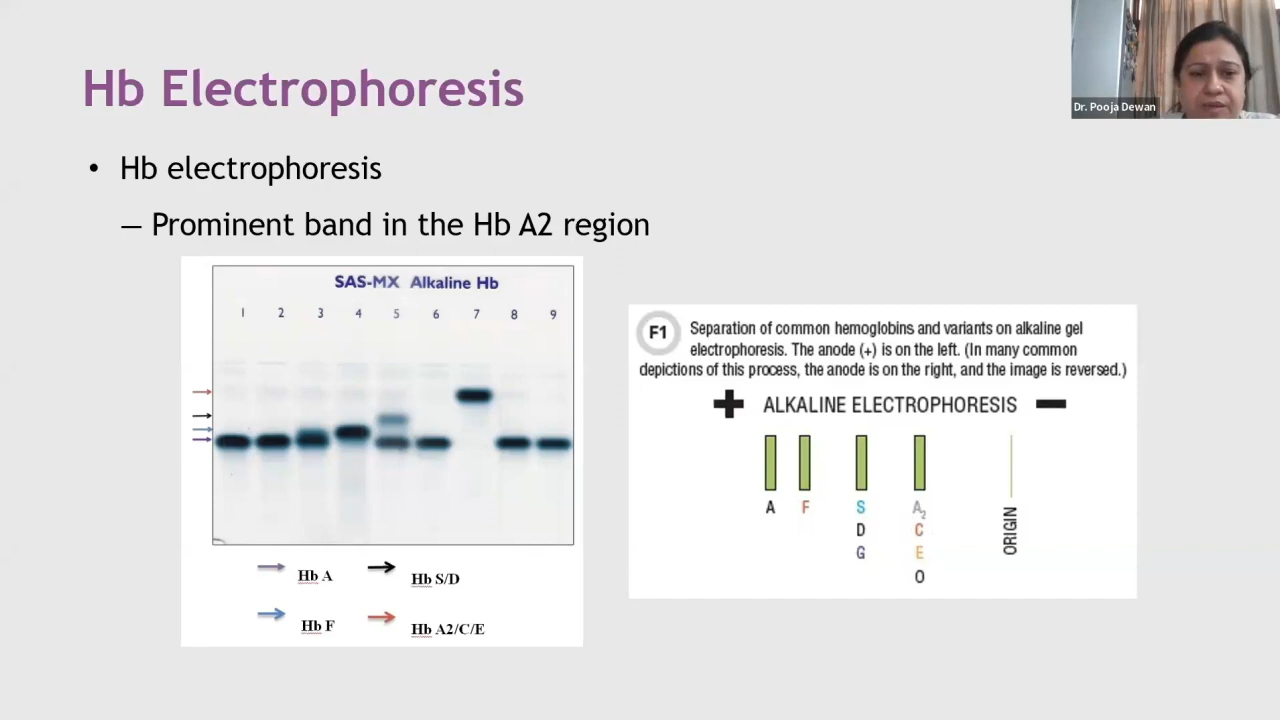 Hb Electrophoresis
Dr. Pooja Dewan
• Hb electrophoresis
– Prominent band in the Hb A2 region
SAS-MX Alkaline Hb
1 2 3 4 5 6 7 8 9
Hb A
Hb S/D
Hb F
Hb A2/C/E
F1
Separation of common hemoglobins and variants on alkaline gel
electrophoresis. The anode (+) is on the left. (In many common
depictions of this process, the anode is on the right, and the image is reversed.)
+ ALKALINE ELECTROPHORESIS –
A F S A2
D C
G E
O
ORIGIN